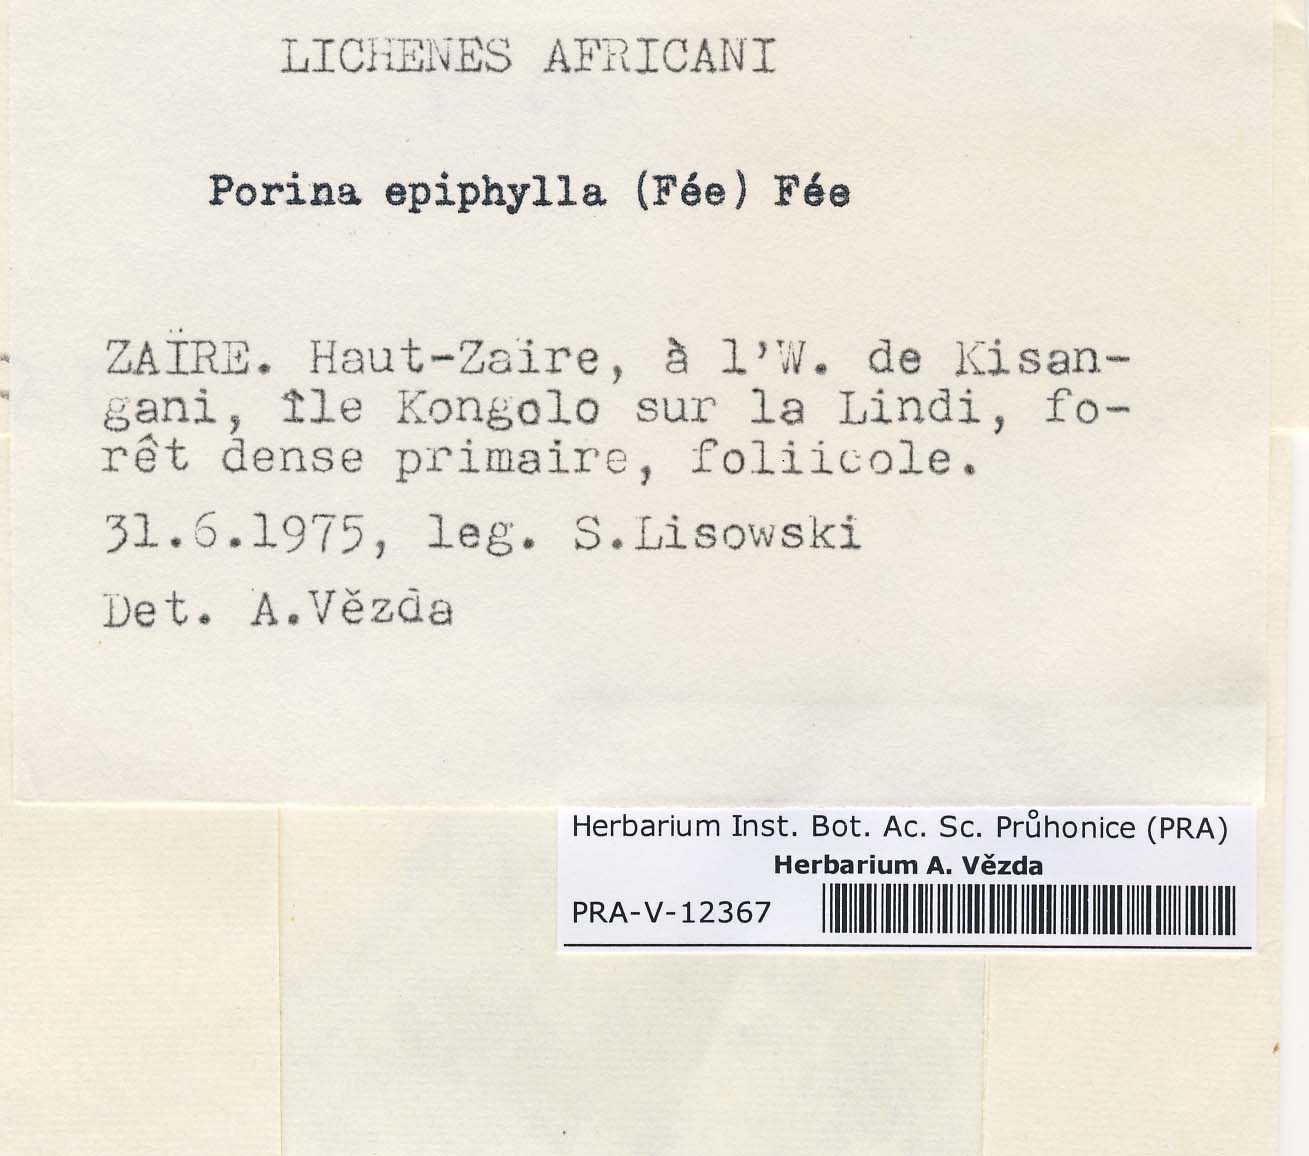 LICHENES AFRICANI
Porina epiphylla (Fée) Fée
ZAÏRE. Haut-Zaïre, à l'W. de Kisan-
gani, île Kongolo sur la Lindi, fo-
rêt dense primaire, foliicole.
31.6.1975, leg. S.Lisowski
Det. A.Vězda
Herbarium Inst. Bot. Ac. Sc. Průhonice (PRA)
Herbarium A. Vězda
PRA-V-12367